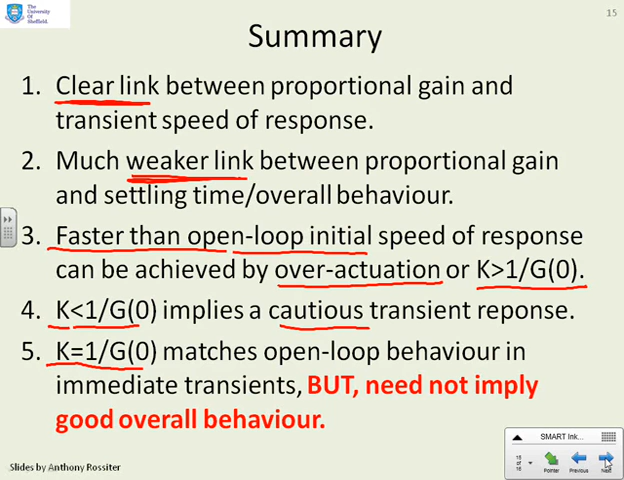 The
University
Of
Sheffield.
15
Summary
1. Clear link between proportional gain and
transient speed of response.
2. Much weaker link between proportional gain
and settling time/overall behaviour.
3. Faster than open-loop initial speed of response
can be achieved by over-actuation or K>1/G(0).
4. K<1/G(0) implies a cautious transient reponse.
5. K=1/G(0) matches open-loop behaviour in
immediate transients, BUT, need not imply
good overall behaviour.
Slides by Anthony Rossiter
SMART Ink...
15
of
16
Pointer
Previous
Next